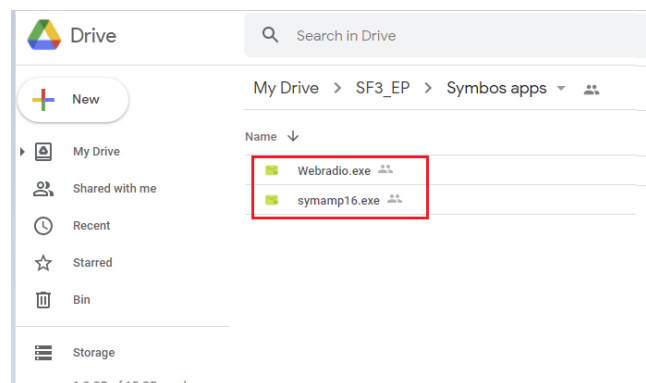 Drive
Search in Drive
New
My Drive > SF3_EP > Symbos apps
Name
My Drive
Webradio.exe
Shared with me
symamp16.exe
Recent
Starred
Bin
Storage